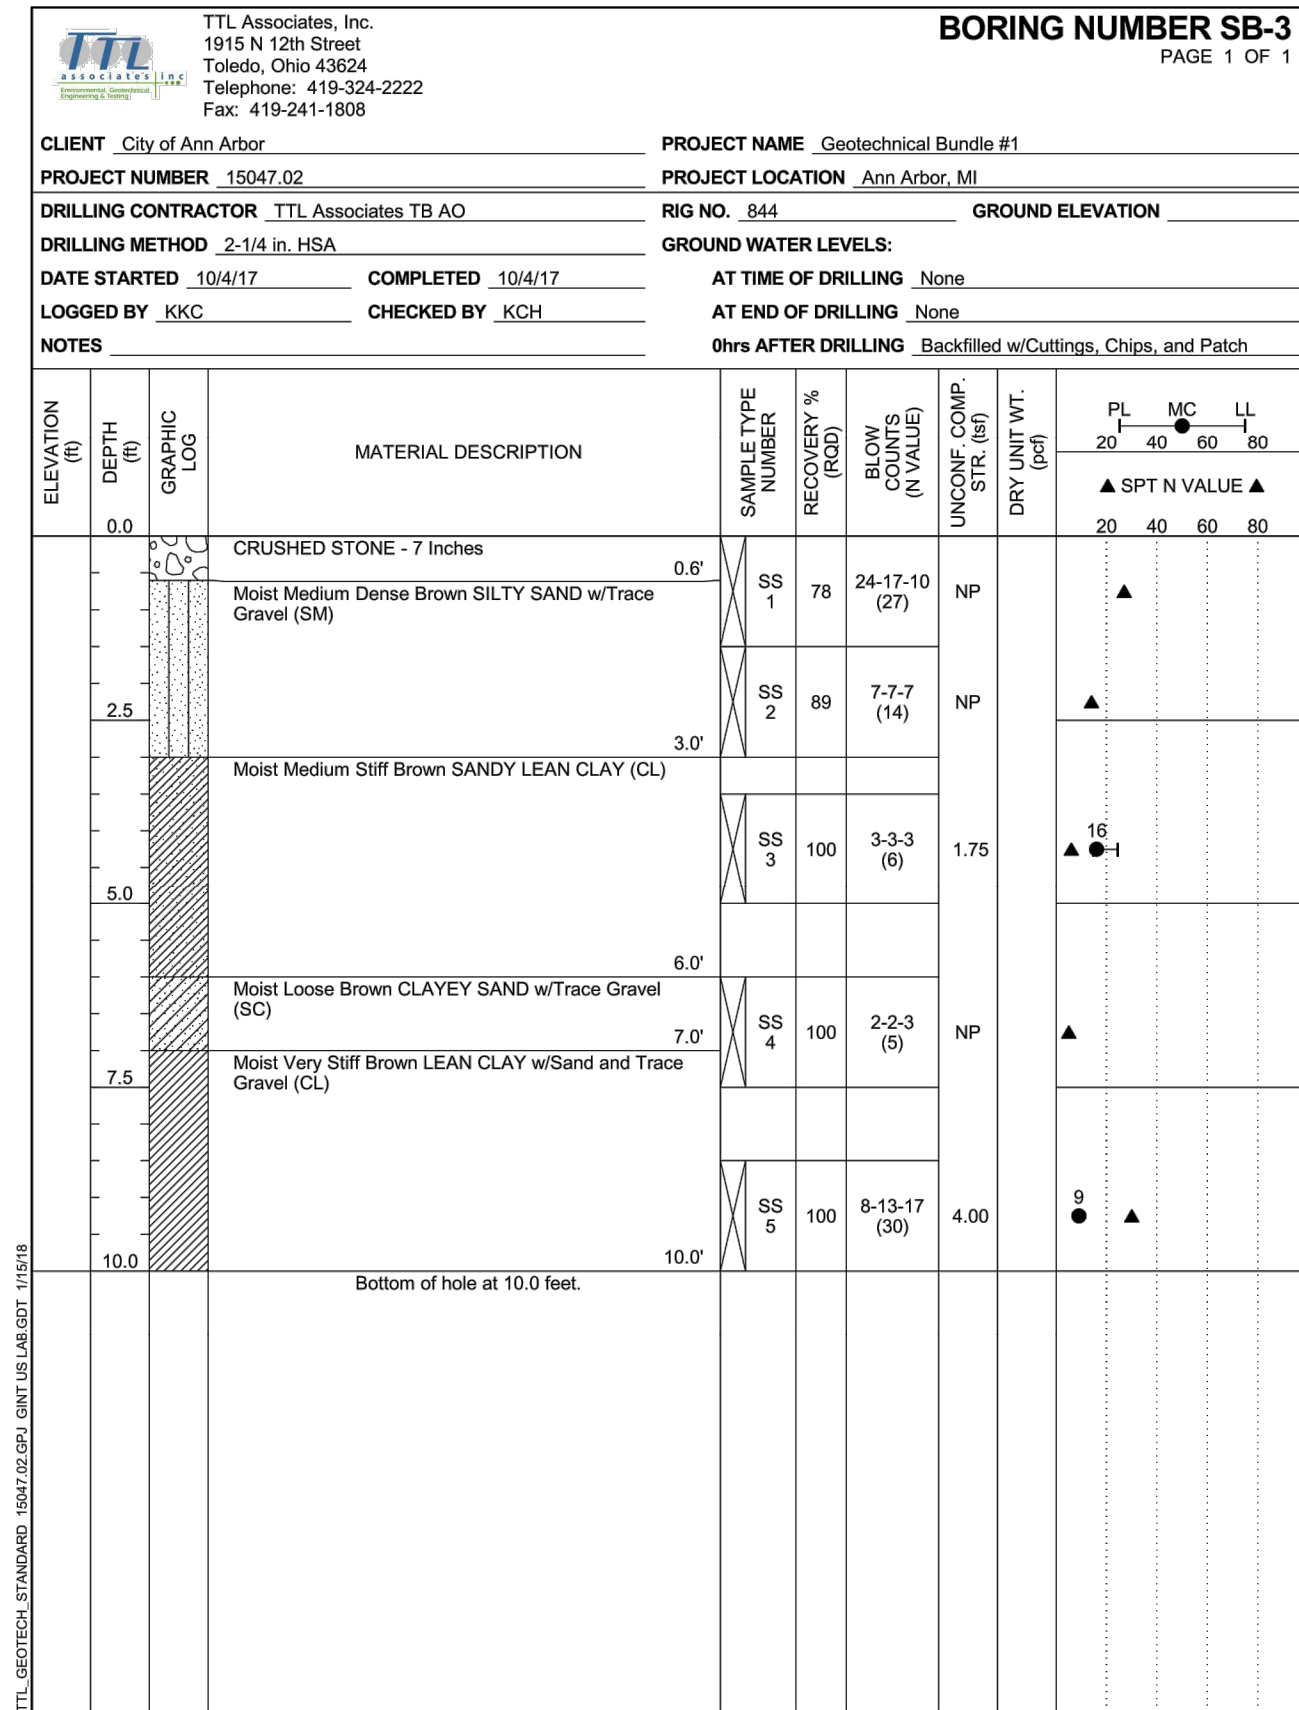 TTL
associates inc
Environmental, Geotechnical
Engineering & Testing
TTL Associates, Inc.
1915 N 12th Street
Toledo, Ohio 43624
Telephone: 419-324-2222
Fax: 419-241-1808
BORING NUMBER SB-3
PAGE 1 OF 1
CLIENT City of Ann Arbor
PROJECT NAME Geotechnical Bundle #1
PROJECT NUMBER 15047.02
PROJECT LOCATION Ann Arbor, MI
DRILLING CONTRACTOR TTL Associates TB AO
RIG NO. 844 GROUND ELEVATION
DRILLING METHOD 2-1/4 in. HSA
GROUND WATER LEVELS:
DATE STARTED 10/4/17 COMPLETED 10/4/17
AT TIME OF DRILLING None
LOGGED BY KKC CHECKED BY KCH
AT END OF DRILLING None
NOTES
0hrs AFTER DRILLING Backfilled w/Cuttings, Chips, and Patch
ELEVATION
(ft)
DEPTH
(ft)
0.0
GRAPHIC
LOG
MATERIAL DESCRIPTION
SAMPLE TYPE
NUMBER
RECOVERY %
(RQD)
BLOW
COUNTS
(N VALUE)
UNCONF. COMP.
STR. (tsf)
DRY UNIT WT.
(pcf)
PL MC LL
20 40 60 80
▲ SPT N VALUE ▲
20 40 60 80
CRUSHED STONE - 7 Inches
0.6'
Moist Medium Dense Brown SILTY SAND w/Trace
Gravel (SM)
SS
1
78
24-17-10
(27)
NP
SS
2
89
7-7-7
(14)
NP
2.5
3.0'
Moist Medium Stiff Brown SANDY LEAN CLAY (CL)
SS
3
100
3-3-3
(6)
1.75
16
5.0
6.0'
Moist Loose Brown CLAYEY SAND w/Trace Gravel
(SC)
7.0'
SS
4
100
2-2-3
(5)
NP
Moist Very Stiff Brown LEAN CLAY w/Sand and Trace
Gravel (CL)
7.5
SS
5
100
8-13-17
(30)
4.00
9
10.0
10.0'
Bottom of hole at 10.0 feet.
TTL_GEOTECH_STANDARD 15047.02.GPJ GINT US LAB.GDT 1/15/18